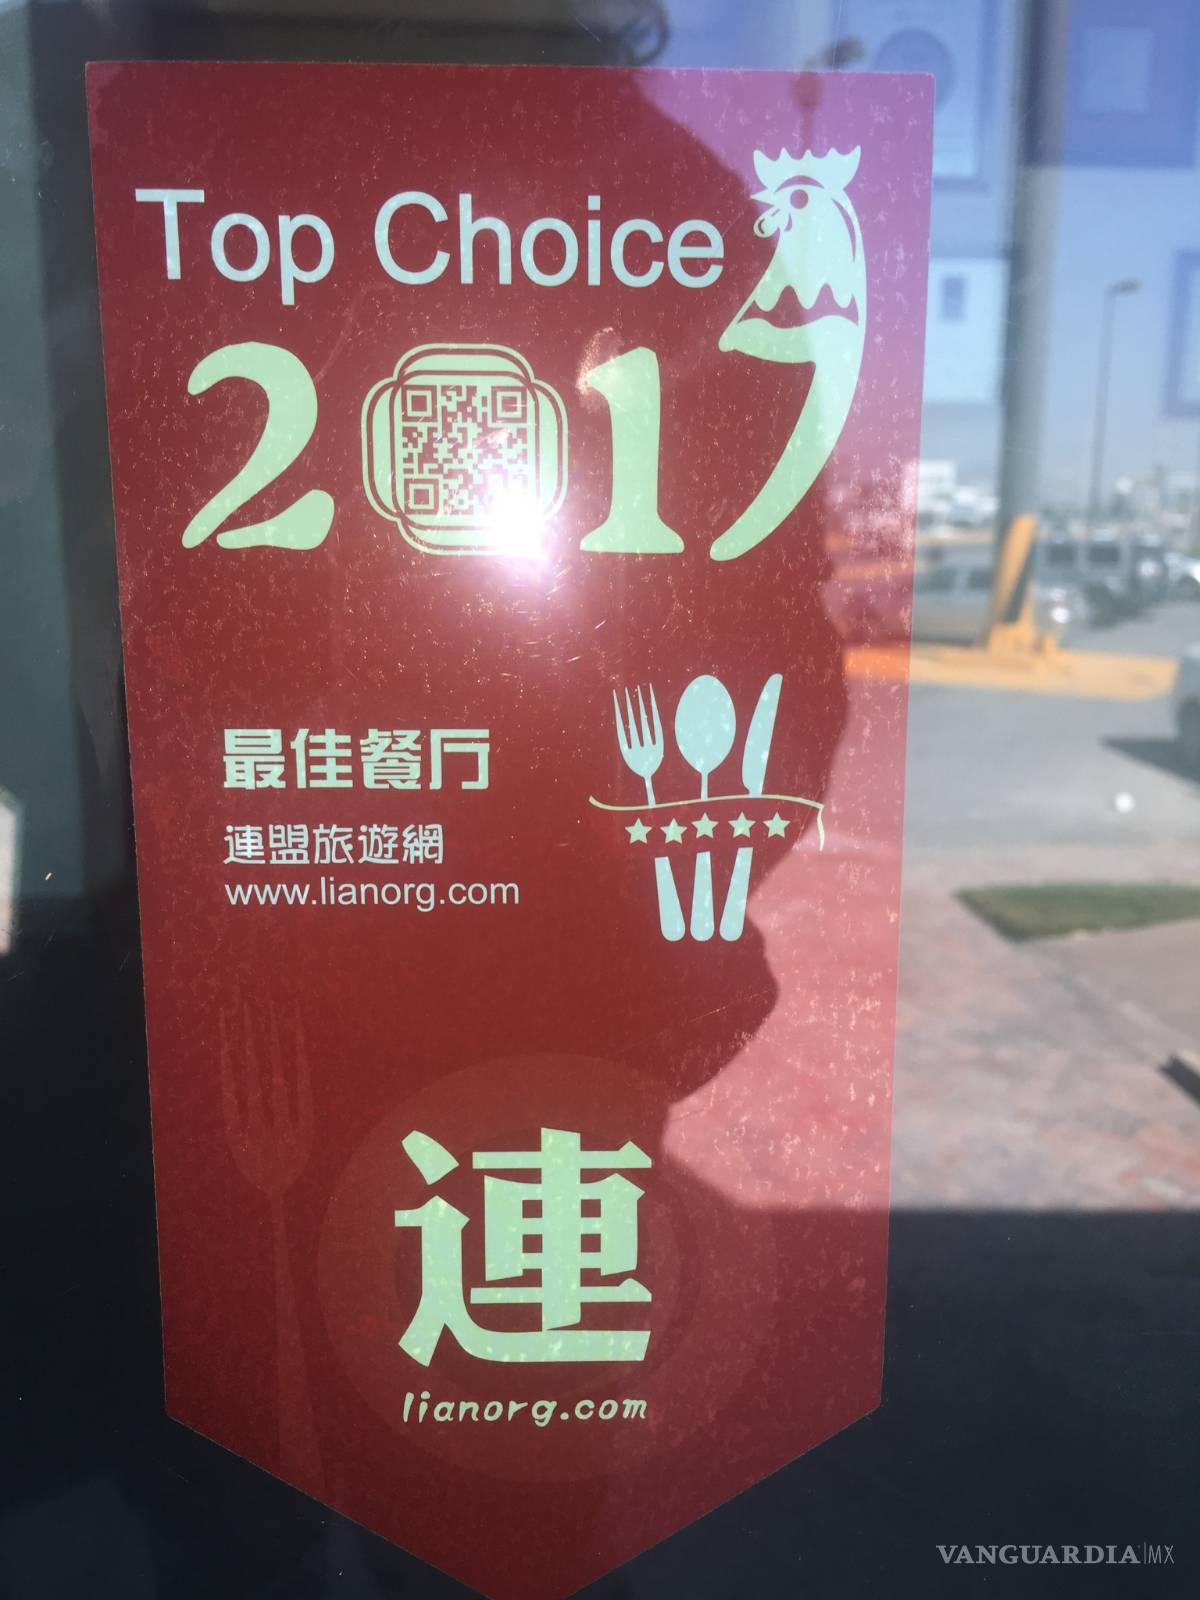 Top Choice
2017
最佳餐厅
連盟旅遊網
www.lianorg.com
連
lianorg.com
VANGUARDIA|MX